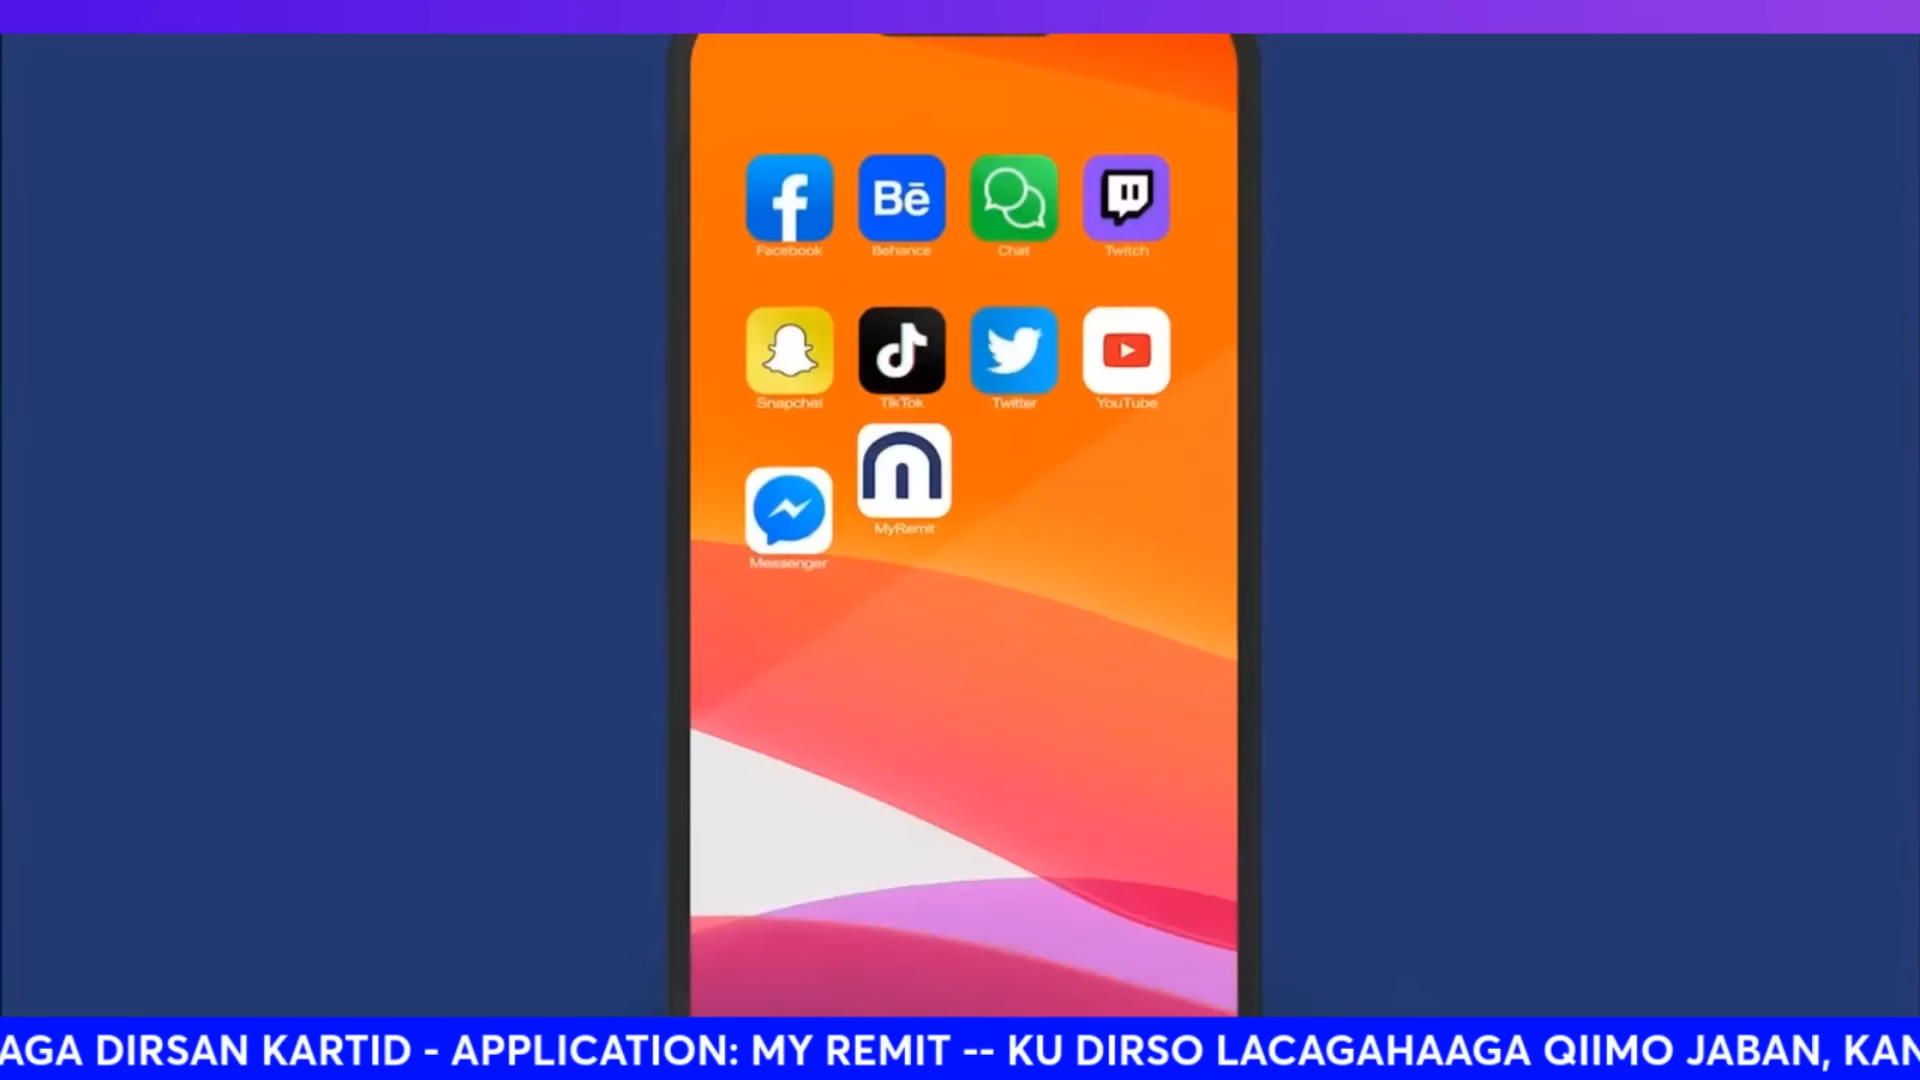 Facebook Behance Chat Twitch
Snapchat TikTok Twitter YouTube
MyRemit
Messenger
AGA DIRSAN KARTID - APPLICATION: MY REMIT -- KU DIRSO LACAGAHAAGA QIIMO JABAN, KAN